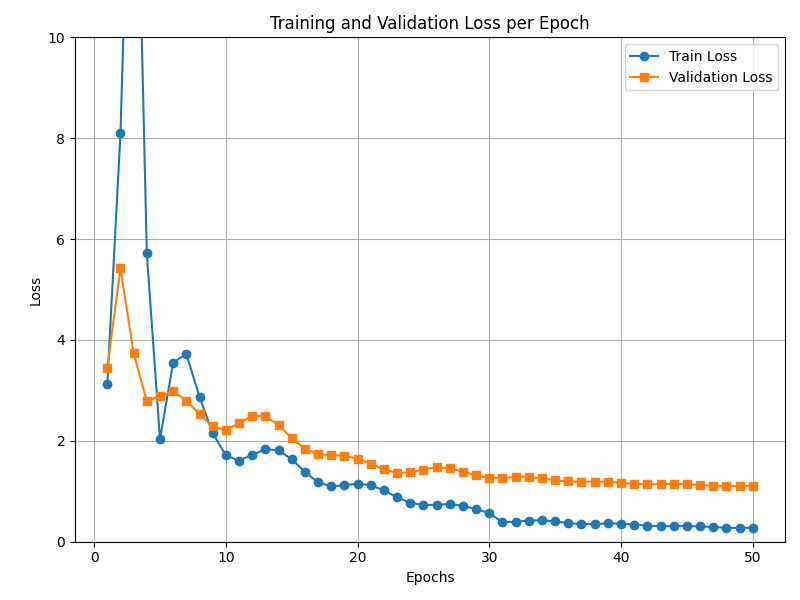 Training and Validation Loss per Epoch
Train Loss
Validation Loss
Loss
10
8
6
4
2
0
0 10 20 30 40 50
Epochs